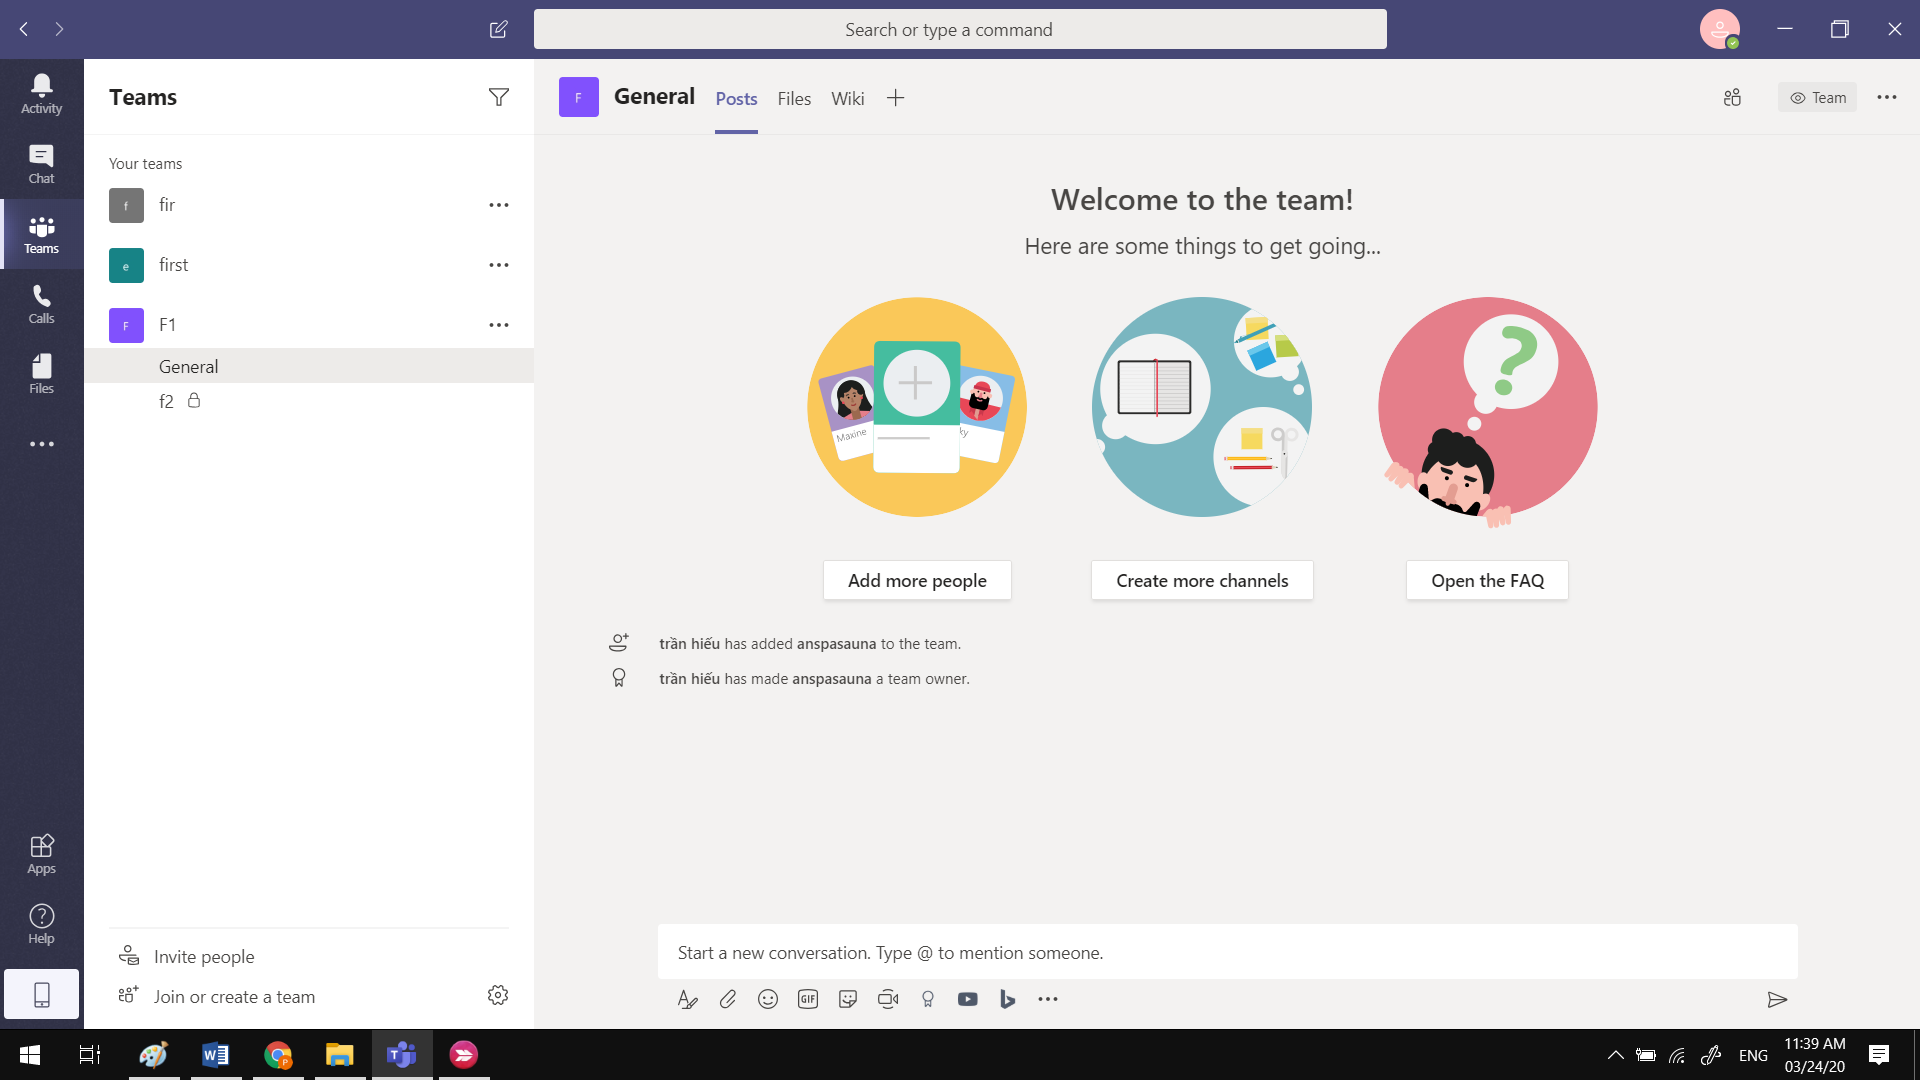 Search or type a command
Activity
Chat
Teams
Calls
Files
Apps
Help
Teams
Your teams
f fir
e first
F F1
General
f2
Invite people
Join or create a team
F General Posts Files Wiki
Team
Welcome to the team!
Here are some things to get going...
Maxine
ky
Add more people
Create more channels
Open the FAQ
trần hiếu has added anspasauna to the team.
trần hiếu has made anspasauna a team owner.
Start a new conversation. Type @ to mention someone.
GIF
W
P
T
ENG
11:39 AM
03/24/20